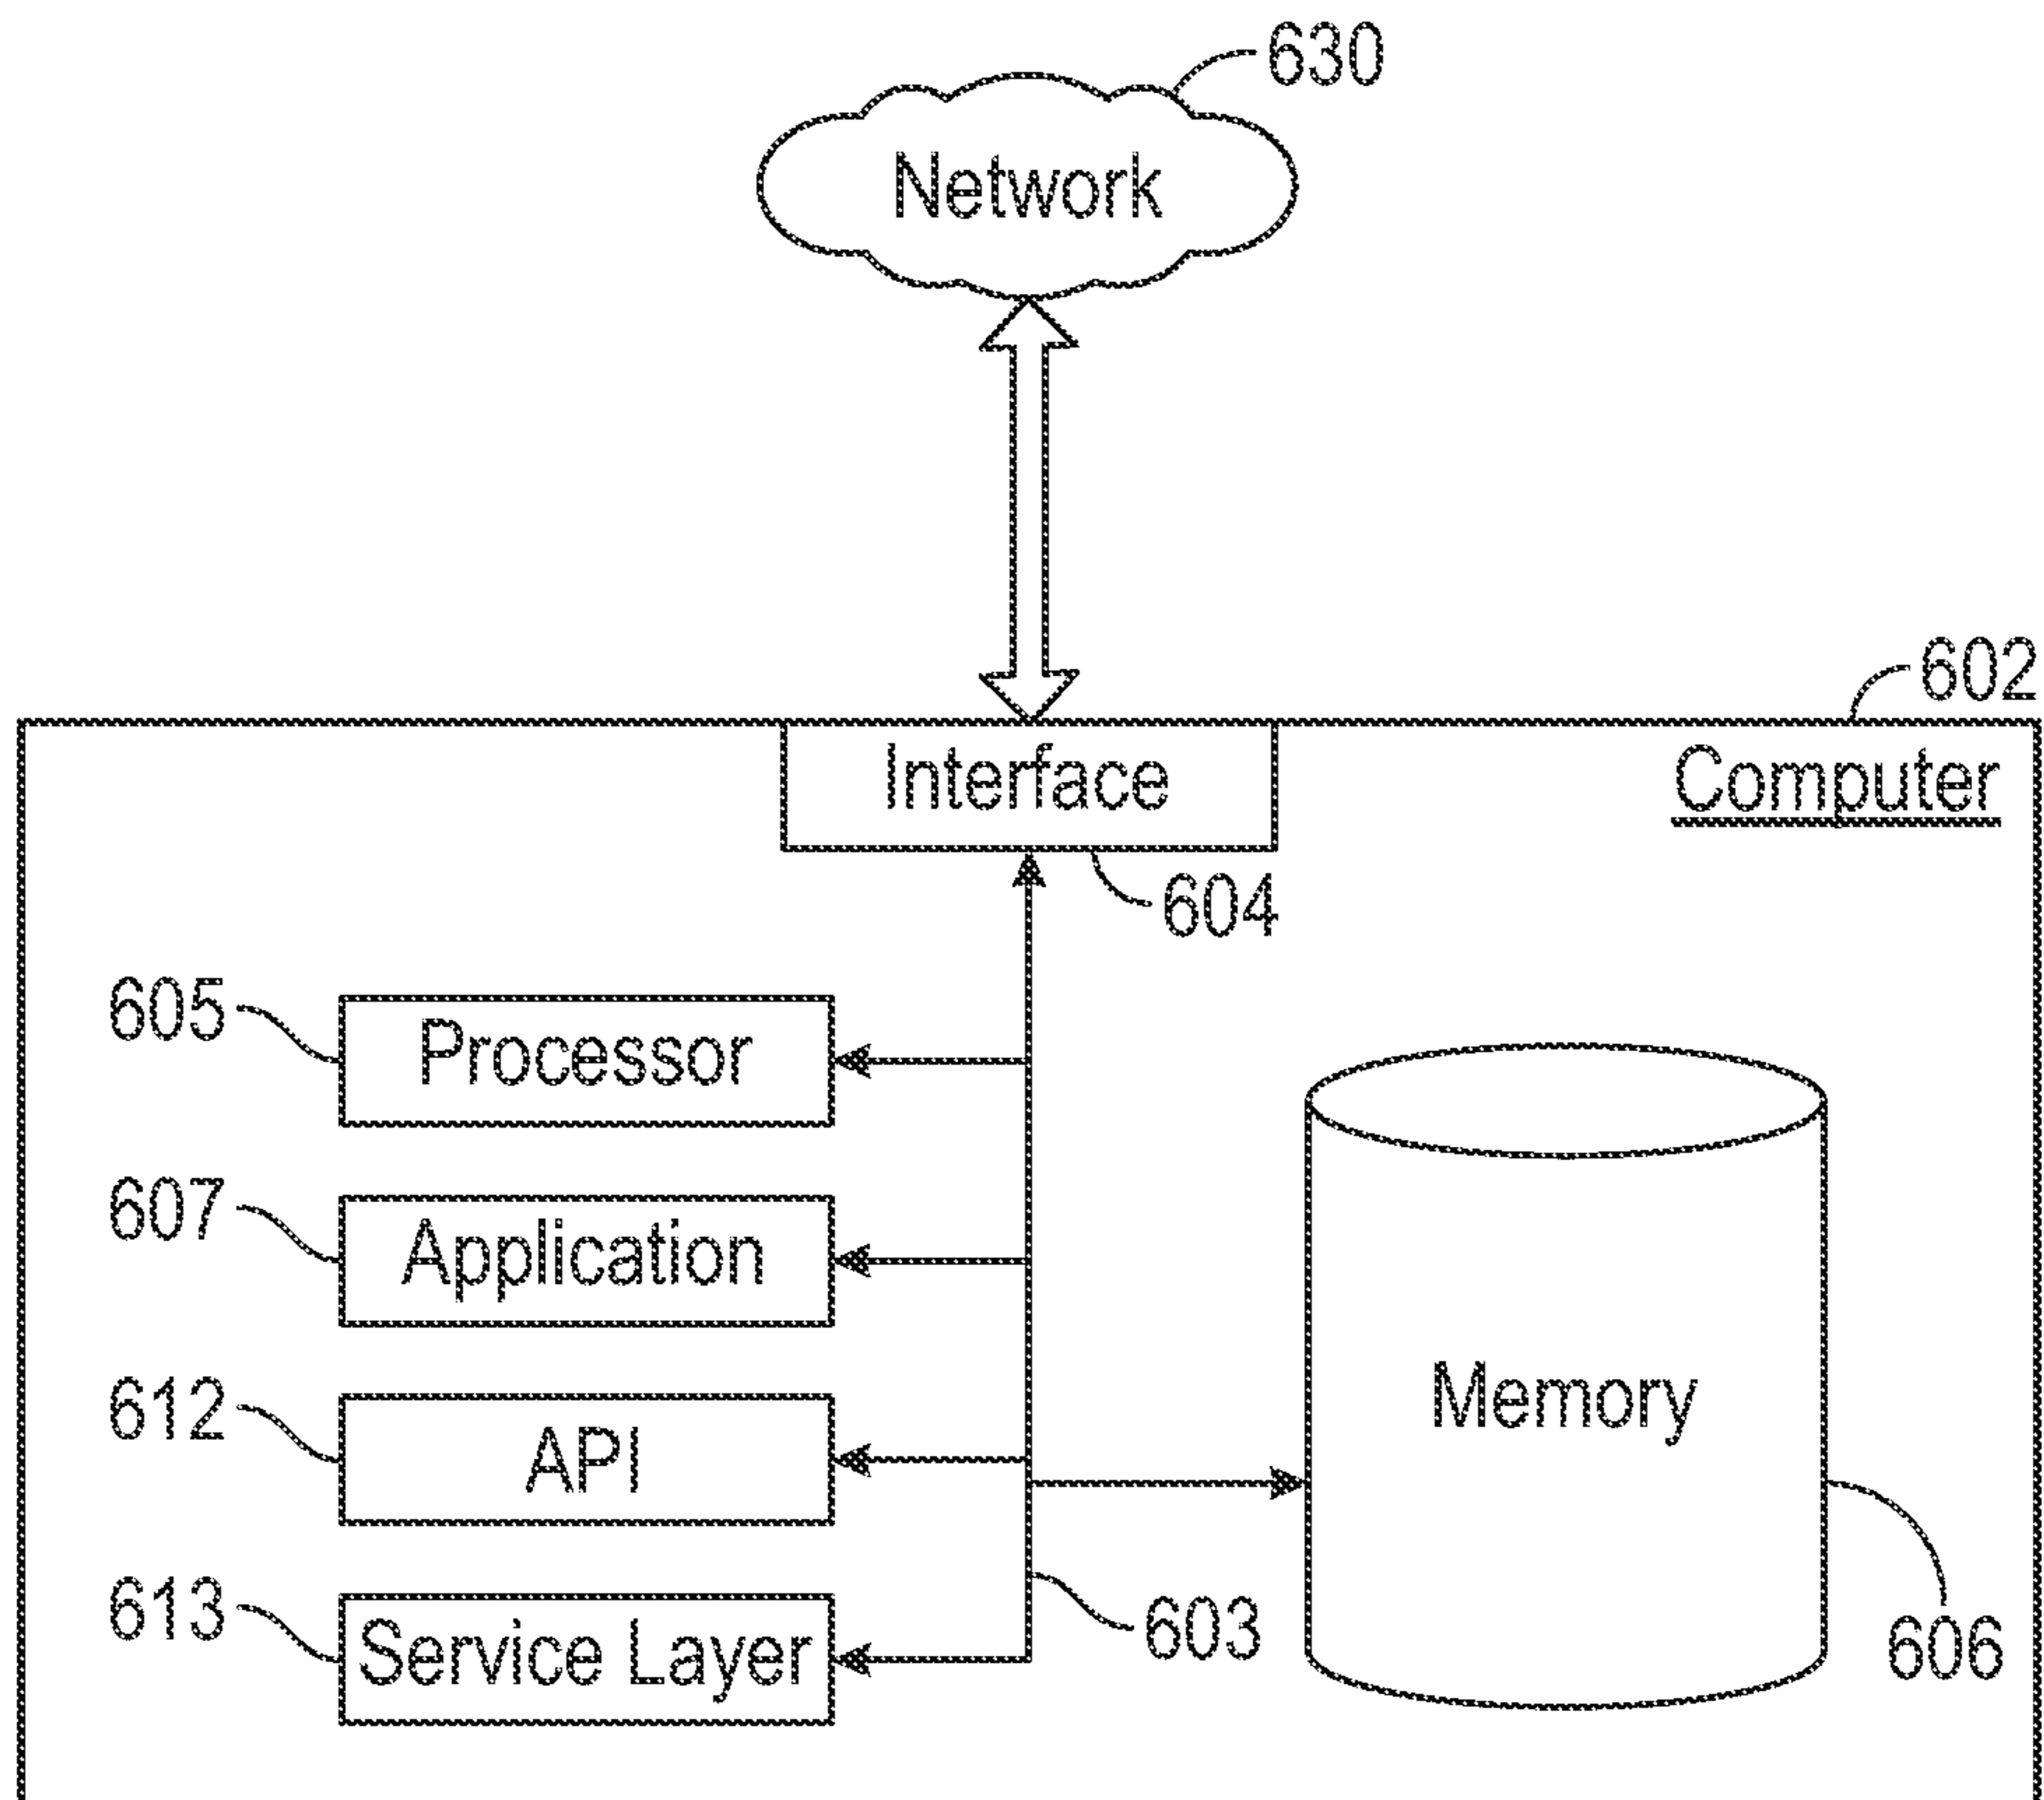 630
Network
602
Interface
Computer
604
605
Processor
607
Application
Memory
612
API
613
Service Layer
603
606